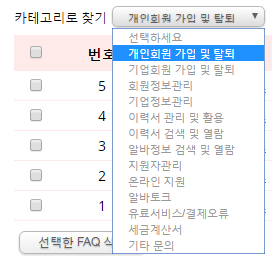 카테고리로 찾기 개인회원 가입 및 탈퇴
선택하세요
번호 개인회원 가입 및 탈퇴
기업회원 가입 및 탈퇴
5 회원정보관리
기업정보관리
4 이력서 관리 및 활용
이력서 검색 및 열람
3 알바정보 검색 및 열람
지원자관리
2 온라인 지원
알바토크
1 유료서비스/결제오류
세금계산서
선택한 FAQ 기타 문의